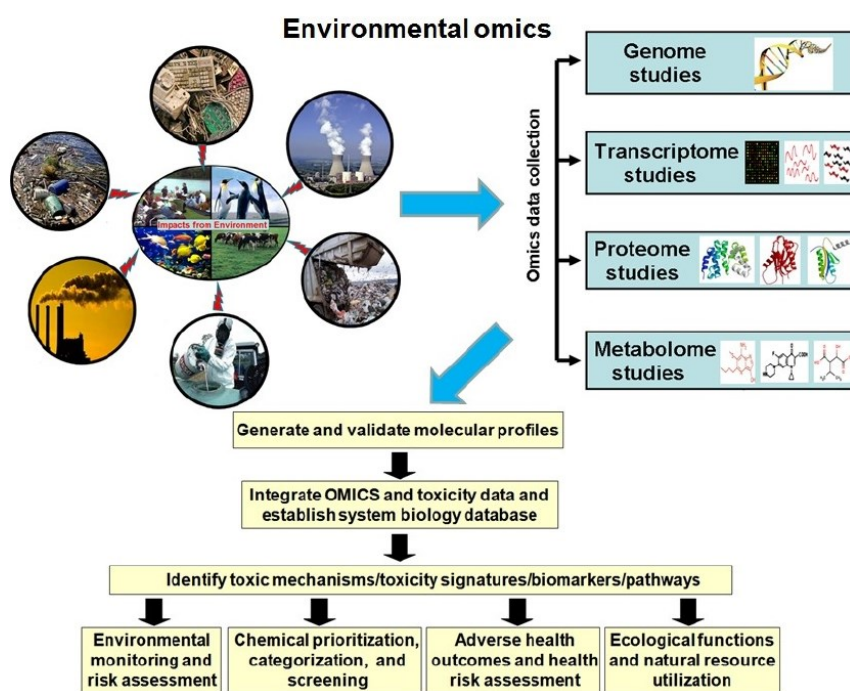 Environmental omics
Impacts from Environment
Omics data collection
Genome
studies
Transcriptome
studies
Proteome
studies
Metabolome
studies
Generate and validate molecular profiles
Integrate OMICS and toxicity data and
establish system biology database
Identify toxic mechanisms/toxicity signatures/biomarkers/pathways
Environmental
monitoring and
risk assessment
Chemical prioritization,
categorization, and
screening
Adverse health
outcomes and health
risk assessment
Ecological functions
and natural resource
utilization